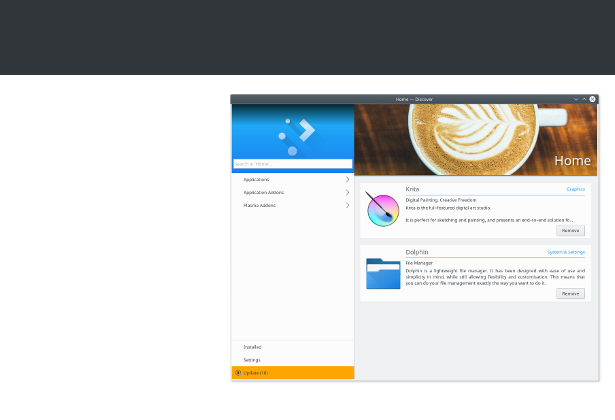 Home — Discover
Search in 'Home'...
Home
Applications
Application Addons
Plasma Addons
Krita
Graphics
Digital Painting, Creative Freedom
Krita is the full-featured digital art studio.
It is perfect for sketching and painting, and presents an end–to–end solution fo...
Remove
Dolphin
System & Settings
File Manager
Dolphin is a lightweight file manager. It has been designed with ease of use and
simplicity in mind, while still allowing flexibility and customisation. This means that
you can do your file management exactly the way you want to do it.
Remove
Installed
Settings
Update (98)